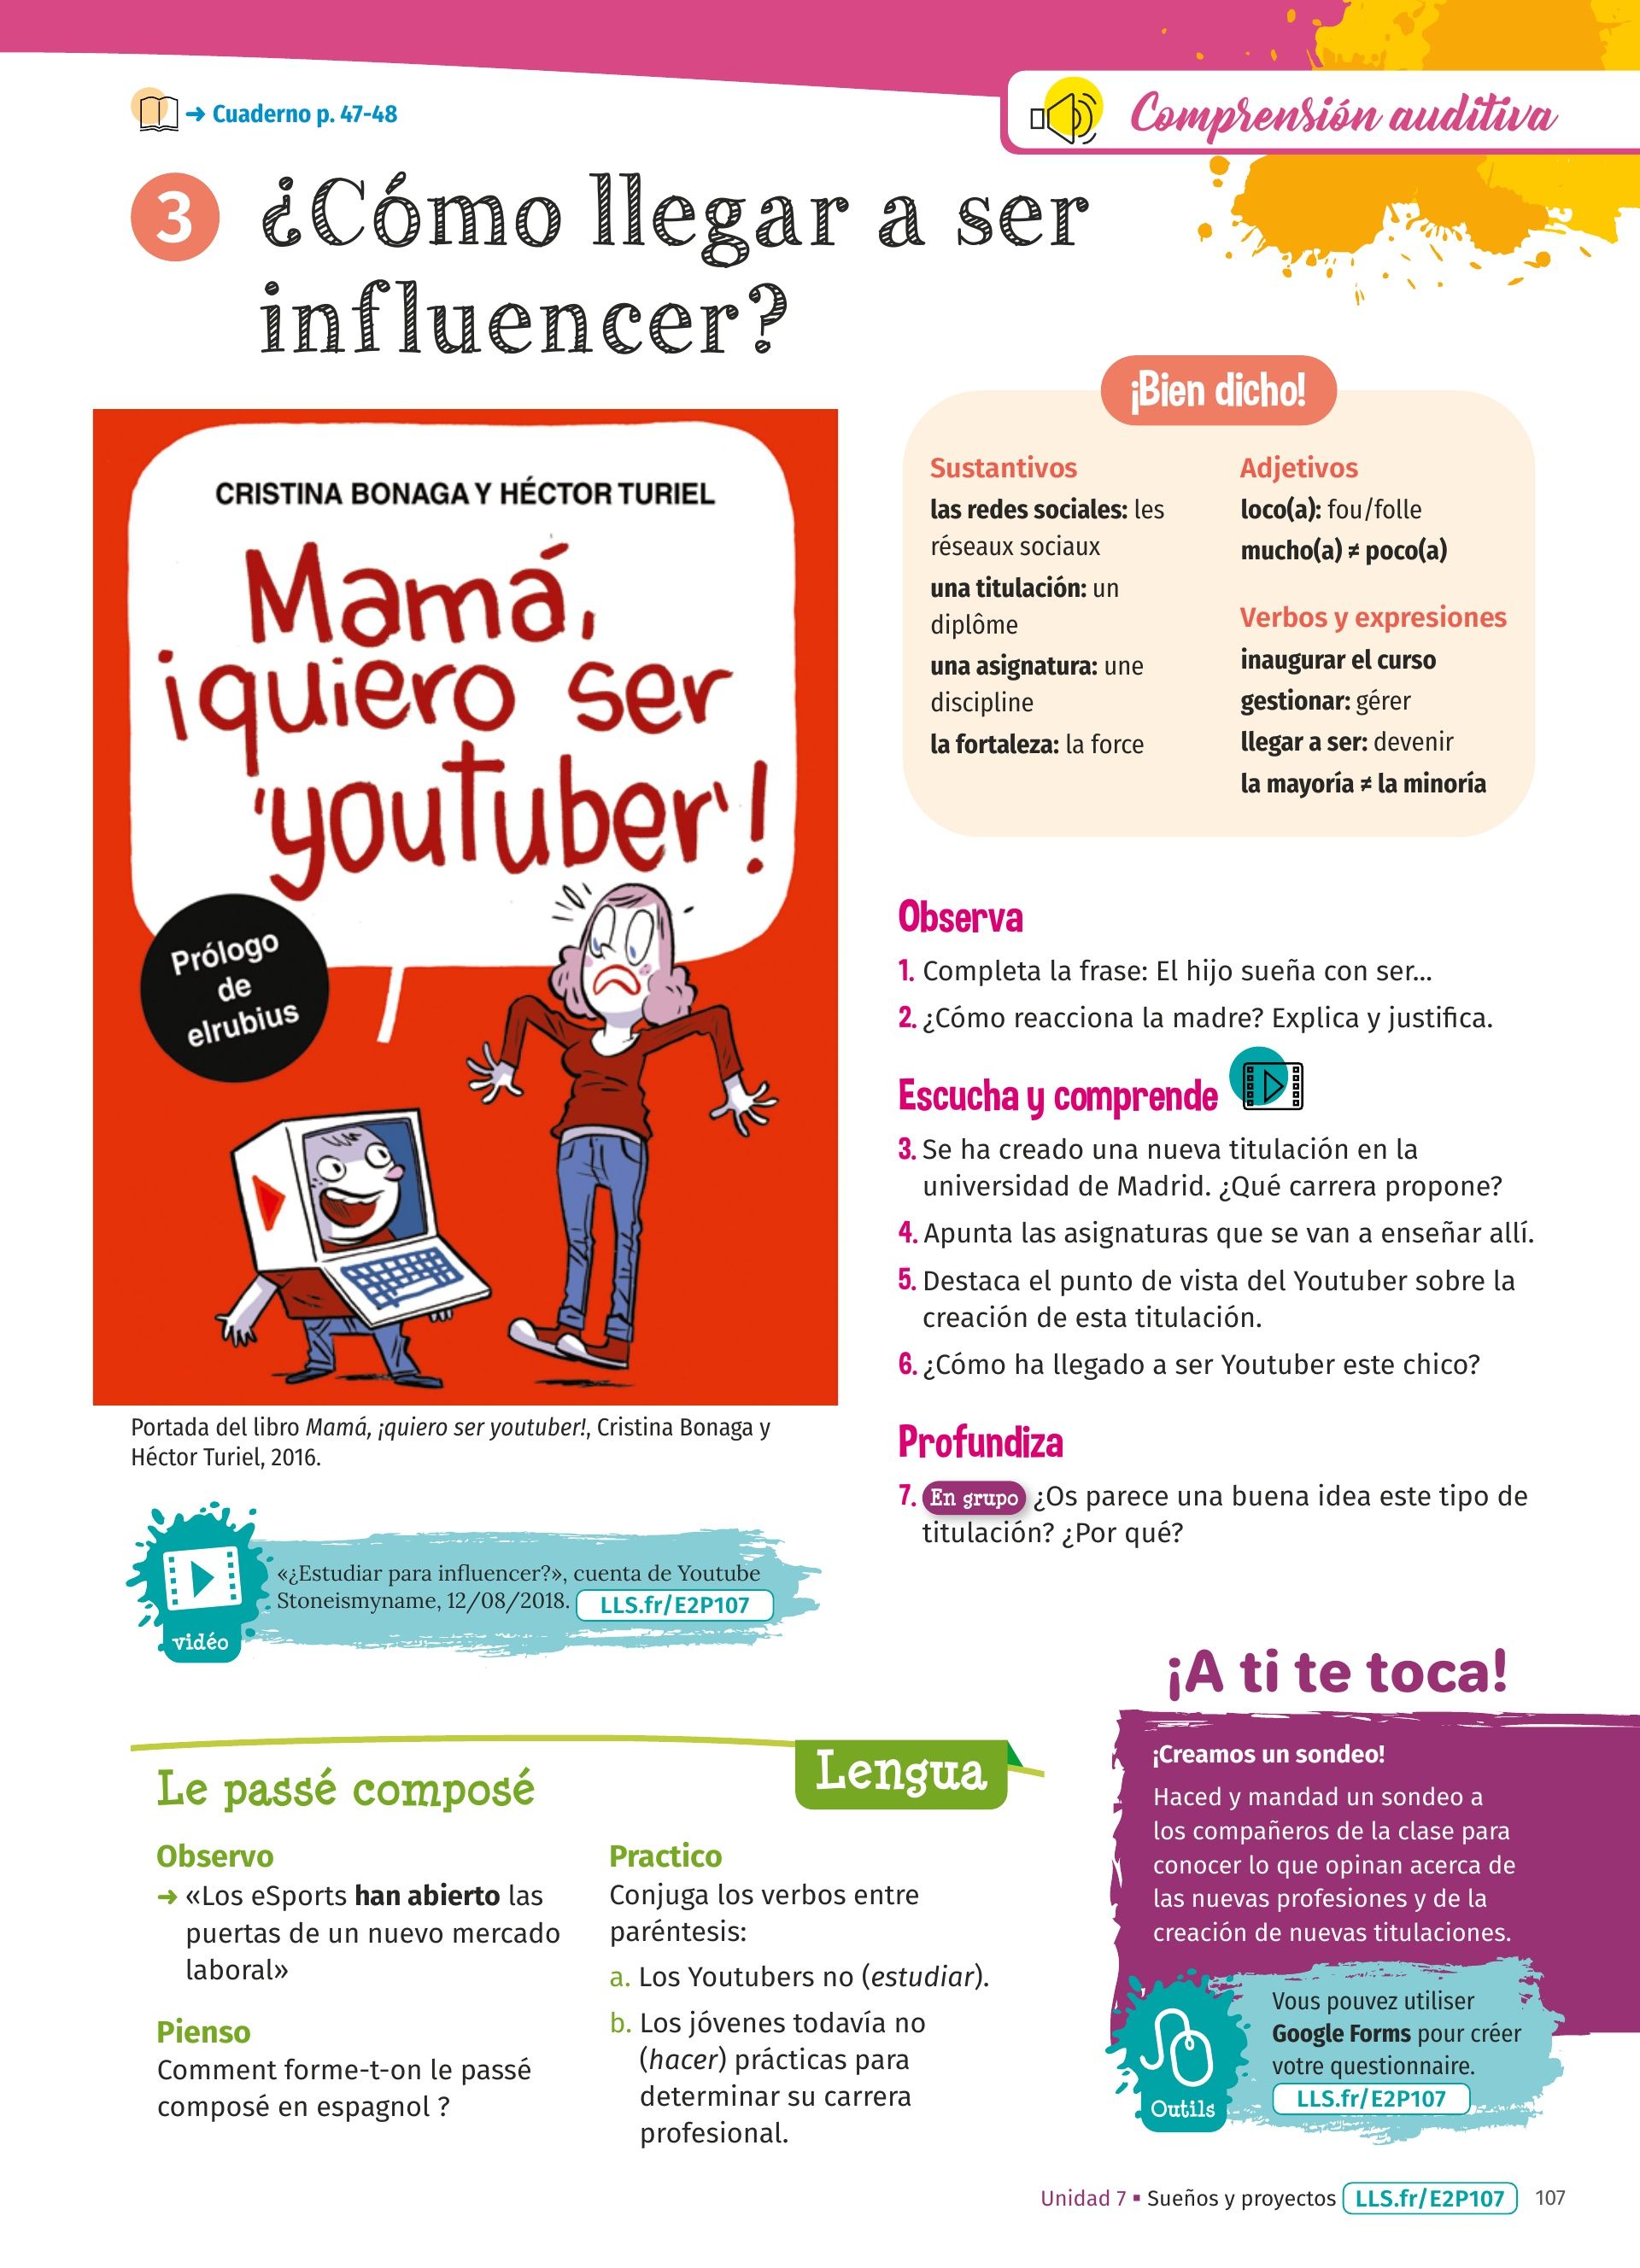 ➜ Cuaderno p. 47-48
Comprensión auditiva
3 ¿Cómo llegar a ser
influencer?
CRISTINA BONAGA Y HÉCTOR TURIEL
Mamá,
¡quiero ser
'youtuber'!
Prólogo
de
elrubius
Portada del libro Mamá, ¡quiero ser youtuber!, Cristina Bonaga y
Héctor Turiel, 2016.
vidéo
«¿Estudiar para influencer?», cuenta de Youtube
Stoneismyname, 12/08/2018. LLS.fr/E2P107
¡Bien dicho!
Sustantivos
las redes sociales: les
réseaux sociaux
una titulación: un
diplôme
una asignatura: une
discipline
la fortaleza: la force
Adjetivos
loco(a): fou/folle
mucho(a) ≠ poco(a)
Verbos y expresiones
inaugurar el curso
gestionar: gérer
llegar a ser: devenir
la mayoría ≠ la minoría
Observa
1. Completa la frase: El hijo sueña con ser...
2. ¿Cómo reacciona la madre? Explica y justifica.
Escucha y comprende
3. Se ha creado una nueva titulación en la
universidad de Madrid. ¿Qué carrera propone?
4. Apunta las asignaturas que se van a enseñar allí.
5. Destaca el punto de vista del Youtuber sobre la
creación de esta titulación.
6. ¿Cómo ha llegado a ser Youtuber este chico?
Profundiza
7. En grupo ¿Os parece una buena idea este tipo de
titulación? ¿Por qué?
Lengua
Le passé composé
Observo
➜ «Los eSports han abierto las
puertas de un nuevo mercado
laboral»
Pienso
Comment forme-t-on le passé
composé en espagnol ?
Practico
Conjuga los verbos entre
paréntesis:
a. Los Youtubers no (estudiar).
b. Los jóvenes todavía no
(hacer) prácticas para
determinar su carrera
profesional.
¡A ti te toca!
¡Creamos un sondeo!
Haced y mandad un sondeo a
los compañeros de la clase para
conocer lo que opinan acerca de
las nuevas profesiones y de la
creación de nuevas titulaciones.
Outils
Vous pouvez utiliser
Google Forms pour créer
votre questionnaire.
LLS.fr/E2P107
Unidad 7 ▪ Sueños y proyectos LLS.fr/E2P107 107